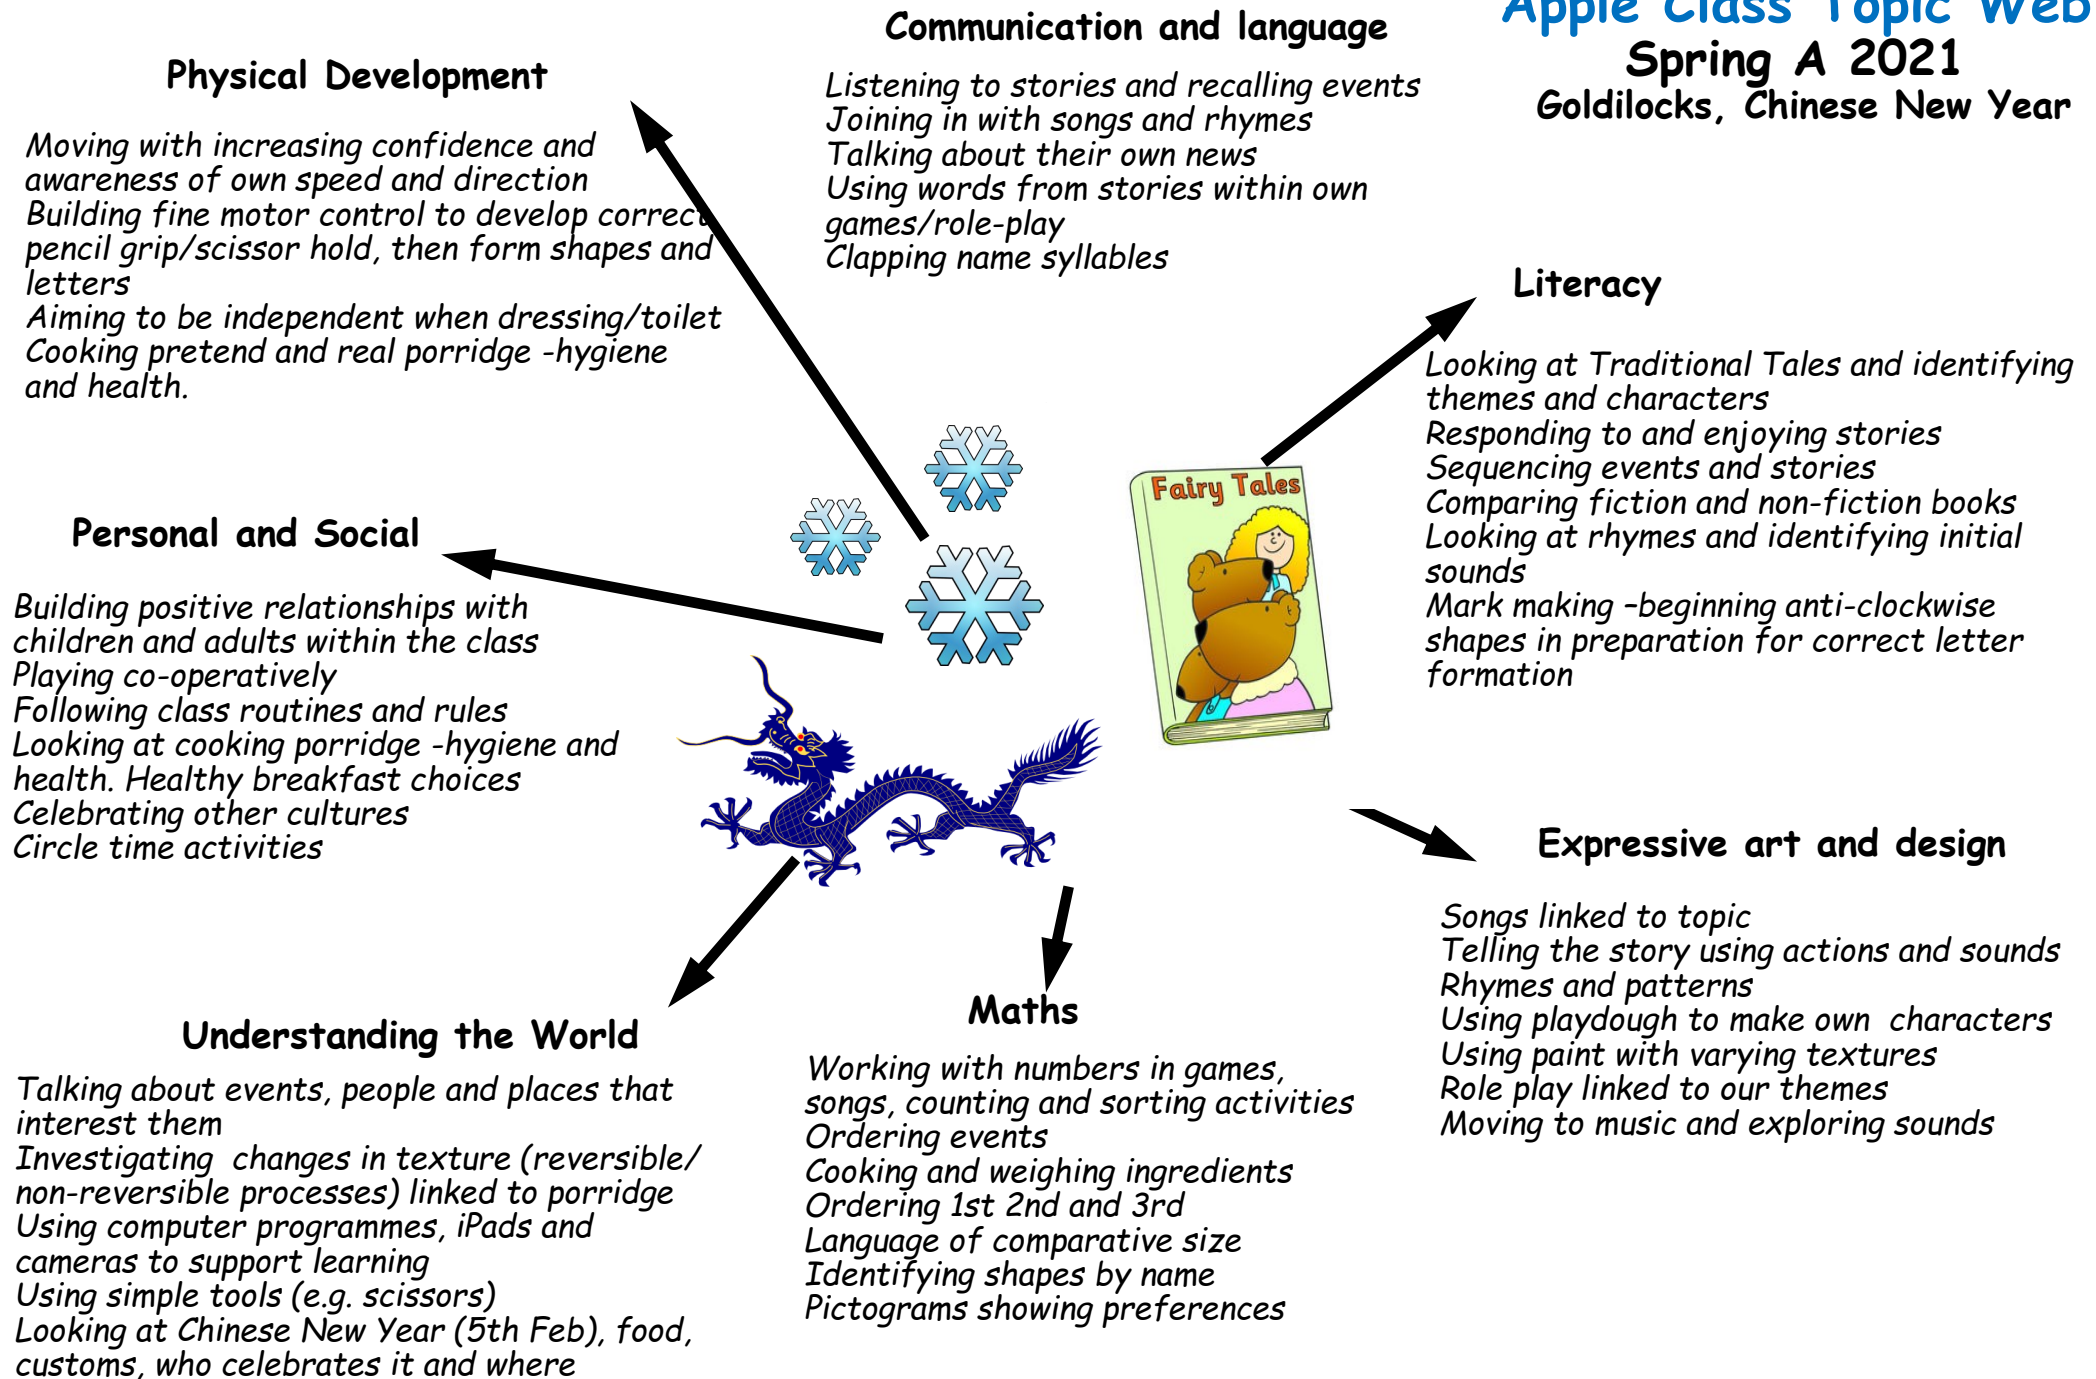 Apple Class Topic Web
Spring A 2021
Goldilocks, Chinese New Year
Physical Development
Moving with increasing confidence and
awareness of own speed and direction
Building fine motor control to develop correct
pencil grip/scissor hold, then form shapes and
letters
Aiming to be independent when dressing/toilet
Cooking pretend and real porridge -hygiene
and health.
Communication and language
Listening to stories and recalling events
Joining in with songs and rhymes
Talking about their own news
Using words from stories within own
games/role-play
Clapping name syllables
Literacy
Looking at Traditional Tales and identifying
themes and characters
Responding to and enjoying stories
Sequencing events and stories
Comparing fiction and non-fiction books
Looking at rhymes and identifying initial
sounds
Mark making –beginning anti-clockwise
shapes in preparation for correct letter
formation
Fairy Tales
Personal and Social
Building positive relationships with
children and adults within the class
Playing co-operatively
Following class routines and rules
Looking at cooking porridge -hygiene and
health. Healthy breakfast choices
Celebrating other cultures
Circle time activities
Expressive art and design
Songs linked to topic
Telling the story using actions and sounds
Rhymes and patterns
Using playdough to make own  characters
Using paint with varying textures
Role play linked to our themes
Moving to music and exploring sounds
Understanding the World
Talking about events, people and places that
interest them
Investigating  changes in texture (reversible/
non-reversible processes) linked to porridge
Using computer programmes, iPads and
cameras to support learning
Using simple tools (e.g. scissors)
Looking at Chinese New Year (5th Feb), food,
customs, who celebrates it and where
Maths
Working with numbers in games,
songs, counting and sorting activities
Ordering events
Cooking and weighing ingredients
Ordering 1st 2nd and 3rd
Language of comparative size
Identifying shapes by name
Pictograms showing preferences